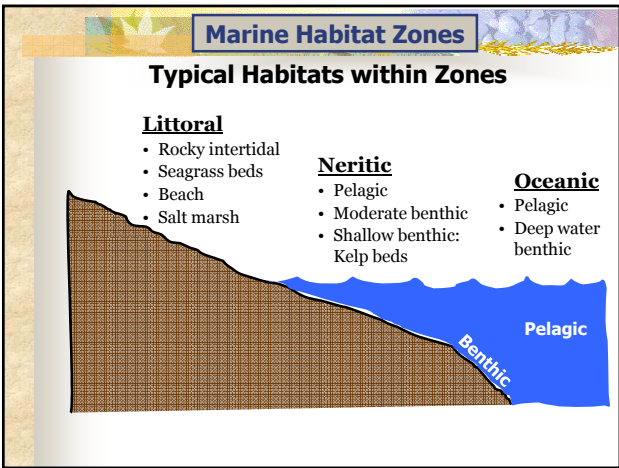 Marine Habitat Zones
Typical Habitats within Zones
Littoral
• Rocky intertidal
• Seagrass beds
• Beach
• Salt marsh
Neritic
• Pelagic
• Moderate benthic
• Shallow benthic:
Kelp beds
Oceanic
• Pelagic
• Deep water
benthic
Pelagic
Benthic